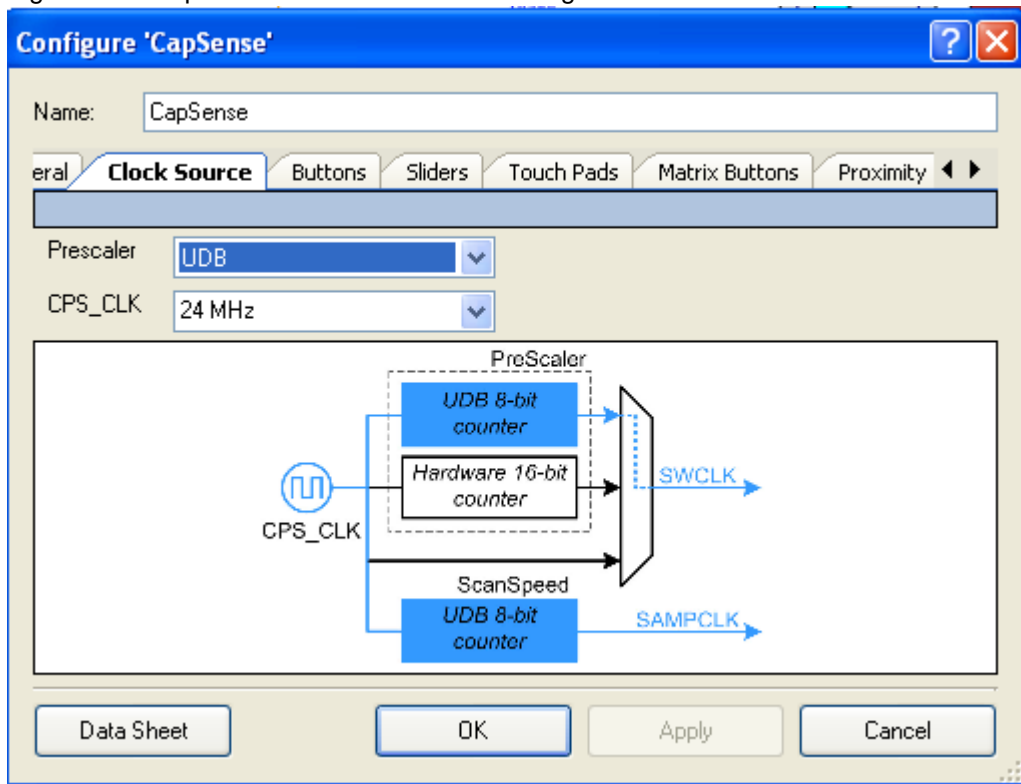 Configure 'CapSense'
Name: CapSense
eral Clock Source Buttons Sliders Touch Pads Matrix Buttons Proximity
Prescaler UDB
CPS_CLK 24 MHz
PreScaler
UDB 8-bit
counter
Hardware 16-bit
counter
SWCLK
CPS_CLK
ScanSpeed
UDB 8-bit
counter
SAMPCLK
Data Sheet OK Apply Cancel